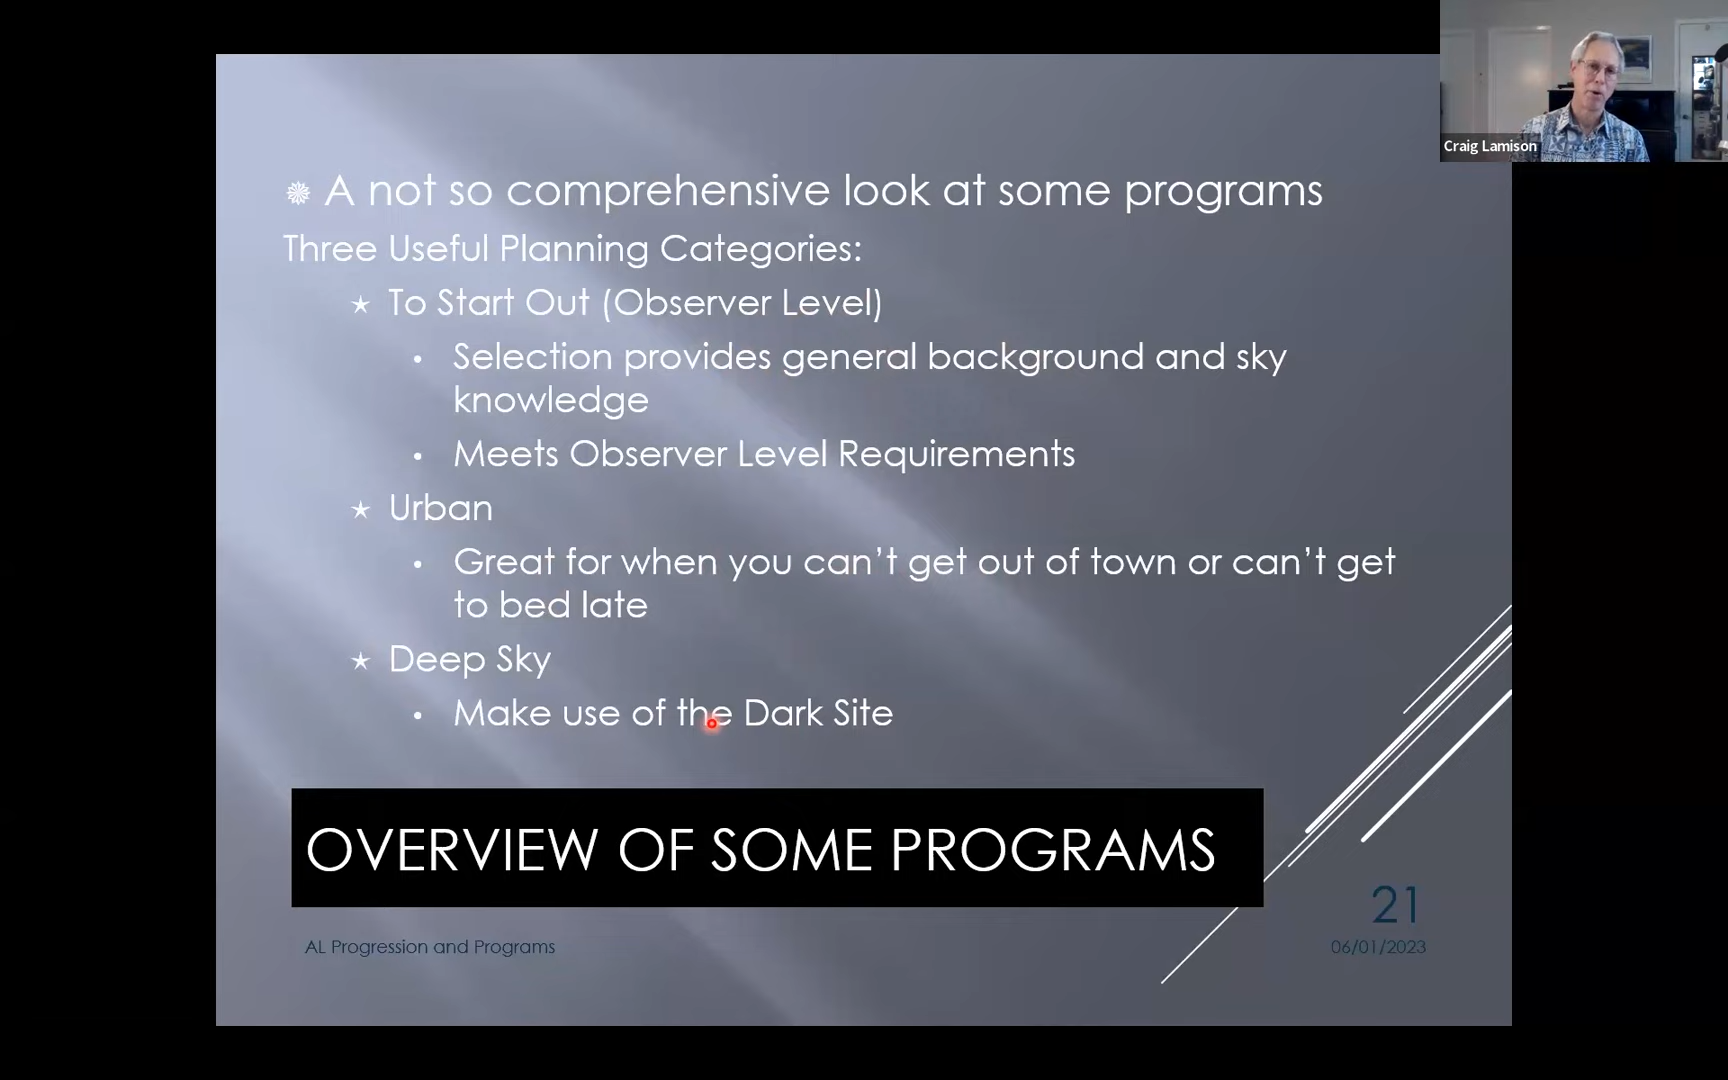 Craig Lamison
A not so comprehensive look at some programs
Three Useful Planning Categories:
To Start Out (Observer Level)
Selection provides general background and sky
knowledge
Meets Observer Level Requirements
Urban
Great for when you can't get out of town or can't get
to bed late
Deep Sky
Make use of the Dark Site
OVERVIEW OF SOME PROGRAMS
21
AL Progression and Programs
06/01/2023